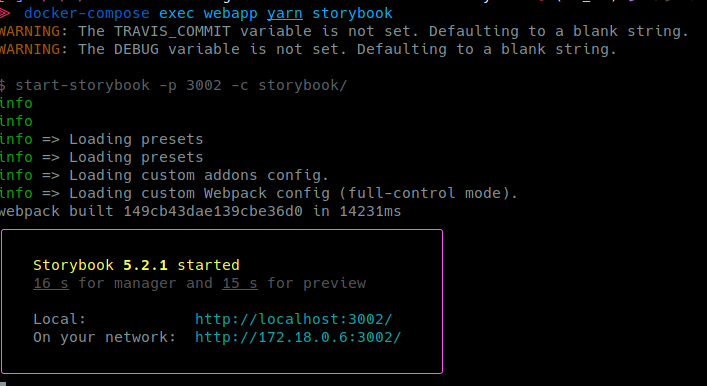 docker-compose exec webapp yarn storybook
WARNING: The TRAVIS_COMMIT variable is not set. Defaulting to a blank string.
WARNING: The DEBUG variable is not set. Defaulting to a blank string.
$ start-storybook -p 3002 -c storybook/
info
info
info => Loading presets
info => Loading presets
info => Loading custom addons config.
info => Loading custom Webpack config (full-control mode).
webpack built 149cb43dae139cbe36d0 in 14231ms
Storybook 5.2.1 started
16 s for manager and 15 s for preview
Local: http://localhost:3002/
On your network: http://172.18.0.6:3002/